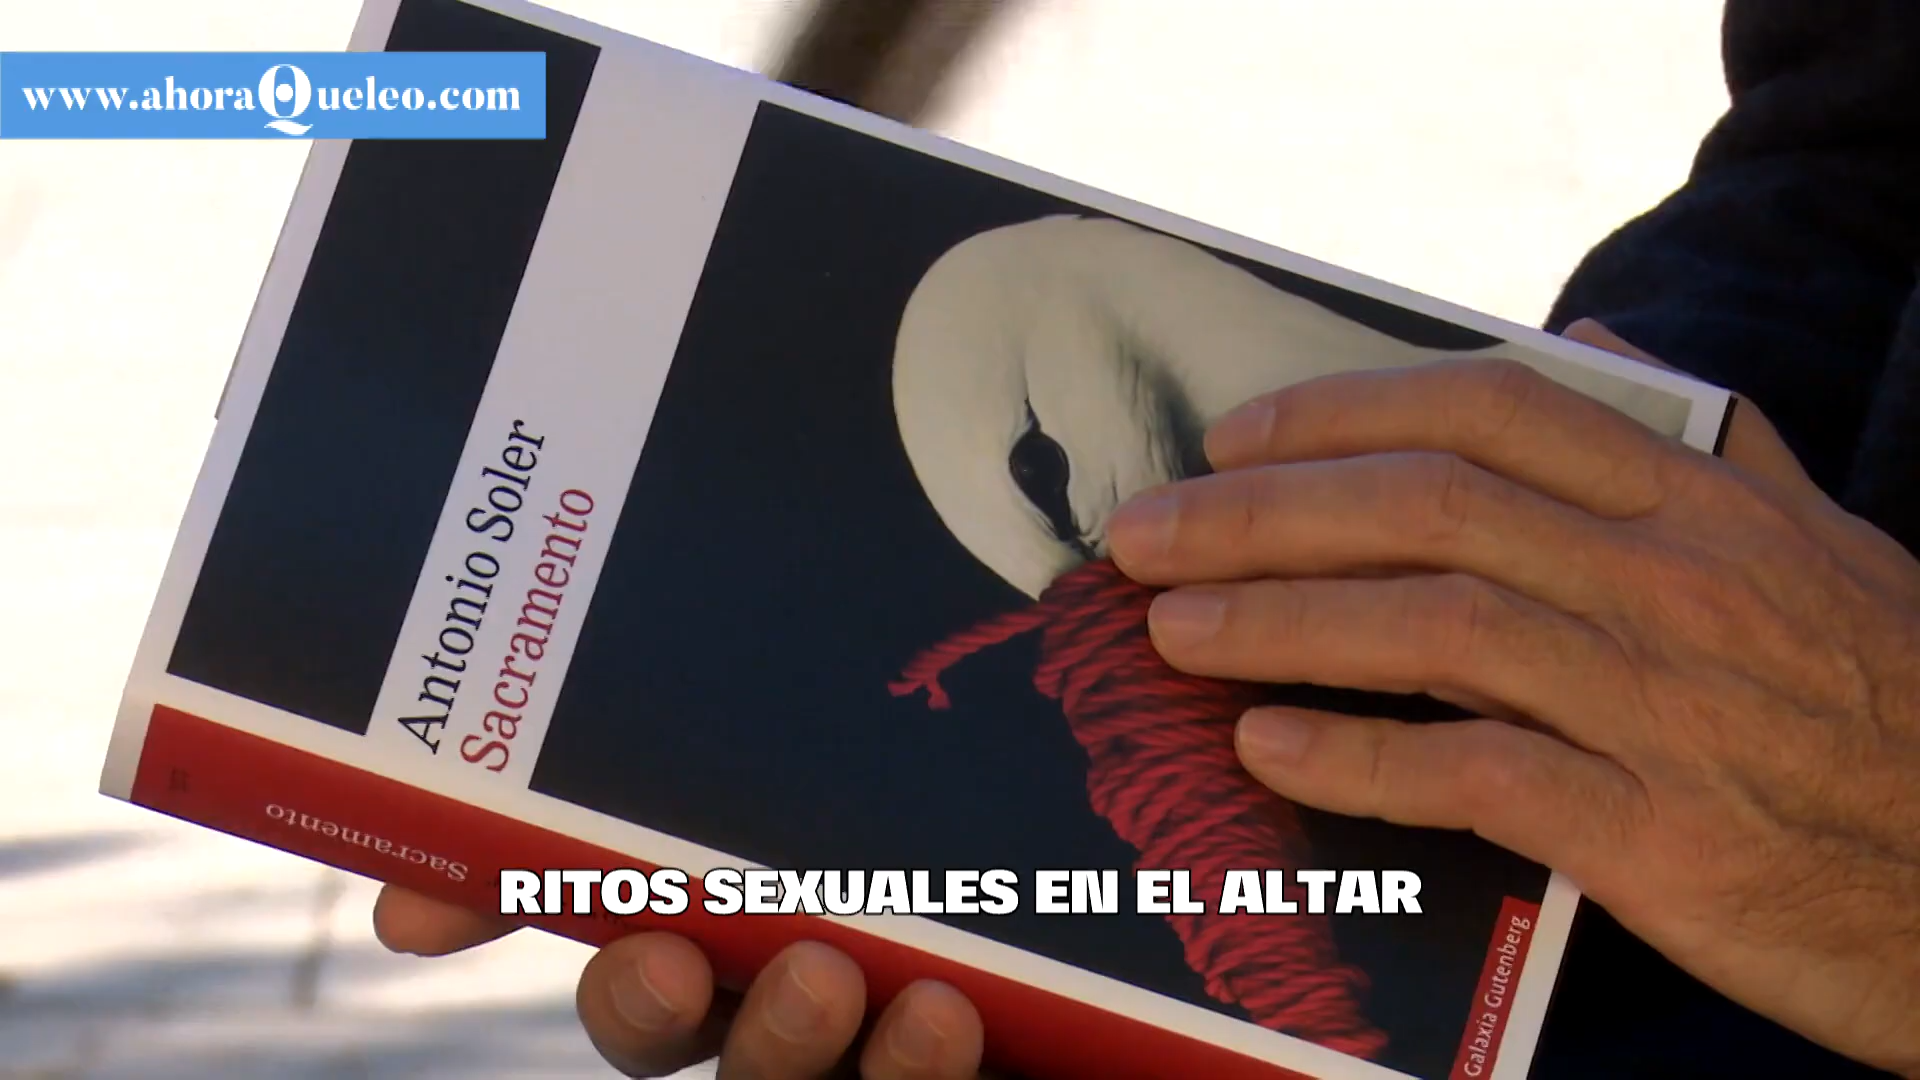 www.ahoraQueleo.com
Antonio Soler
Sacramento
Sacramento
RITOS SEXUALES EN EL ALTAR
Galaxia Gutenberg